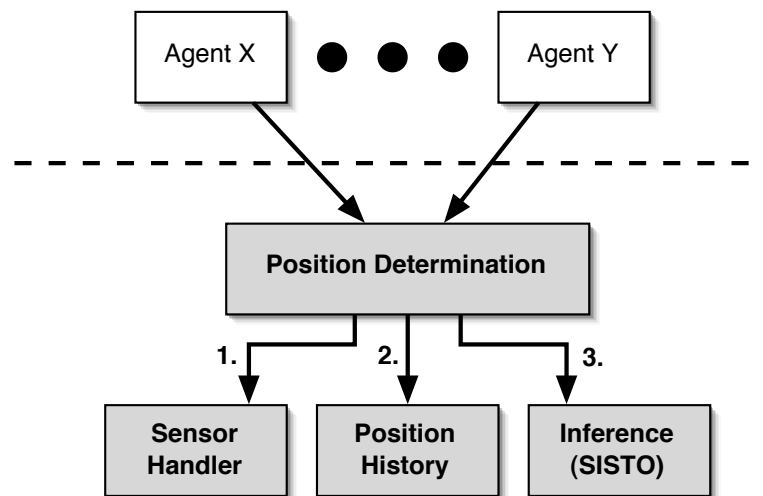 Agent X
Agent Y
Position Determination
1.
2.
3.
Sensor
Handler
Position
History
Inference
(SISTO)